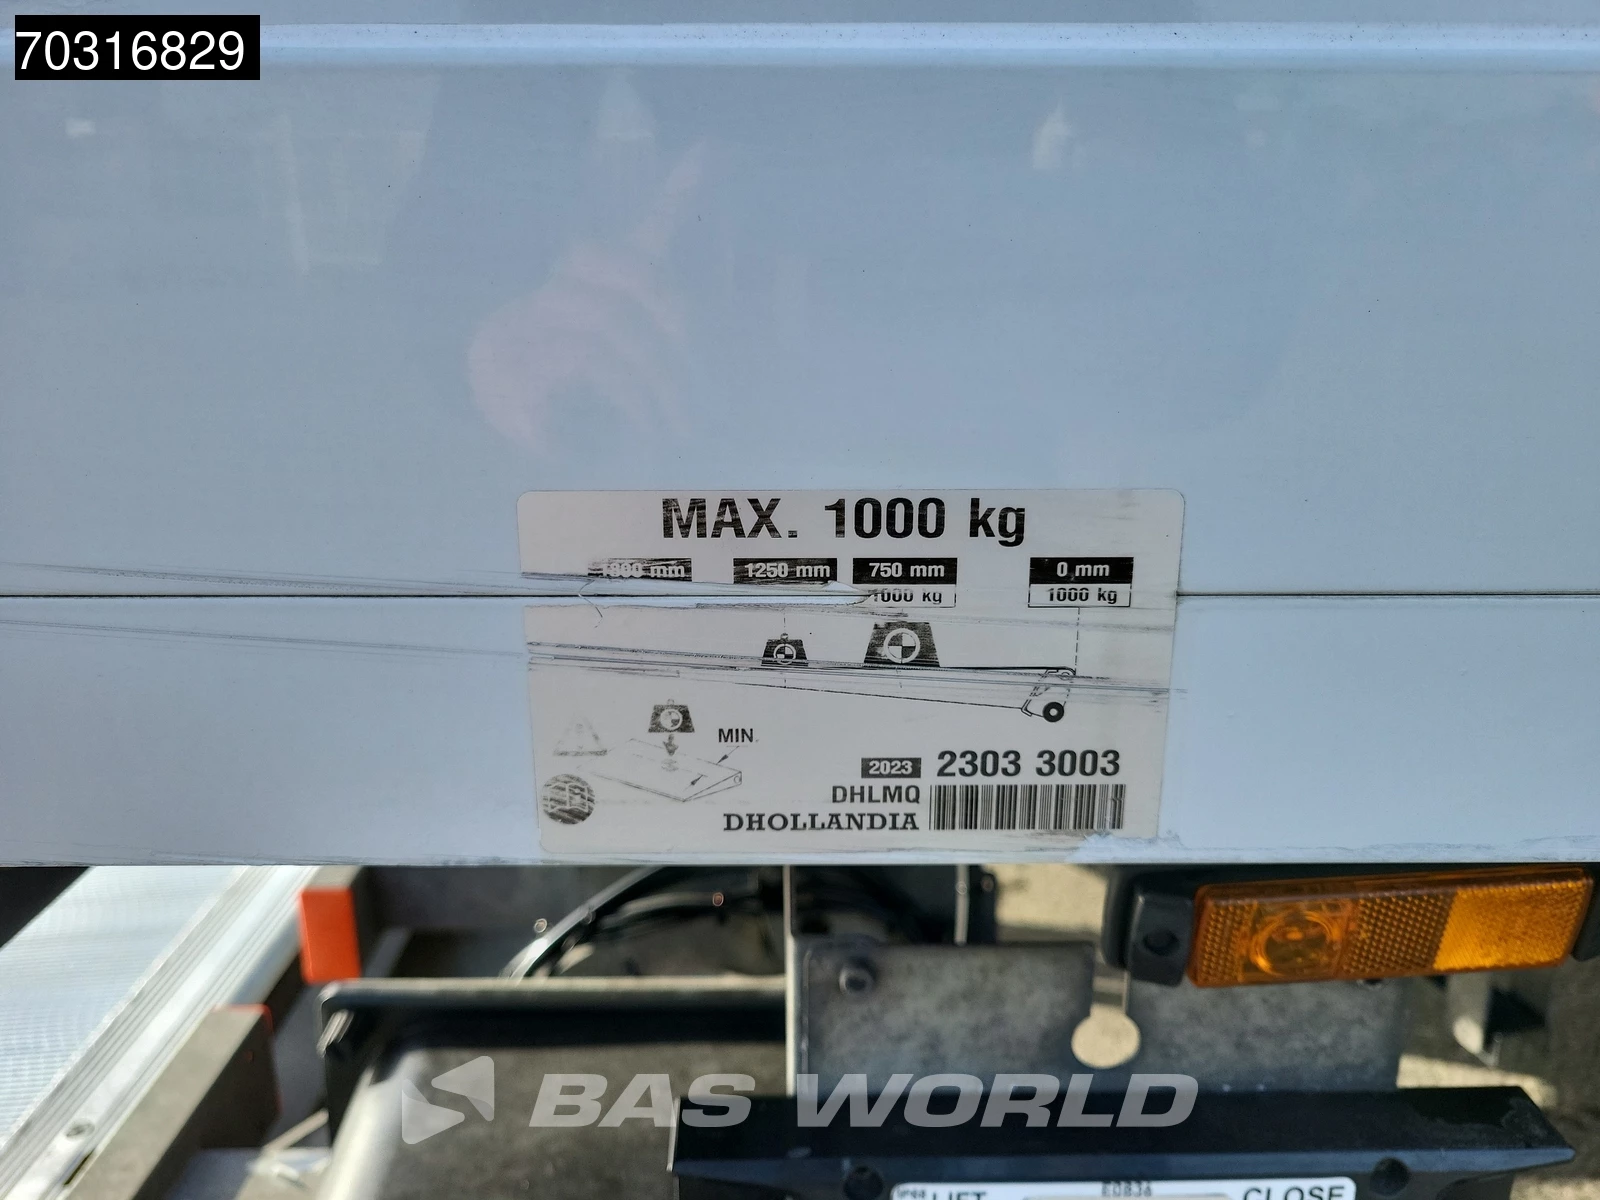 70316829
MAX. 1000 kg
1250 mm 750 mm 0 mm
1000 kg 1000 kg
MIN.
2023 2303 3003
DHLMQ
DHOLLANDIA
BAS WORLD
LIFT CLOSE